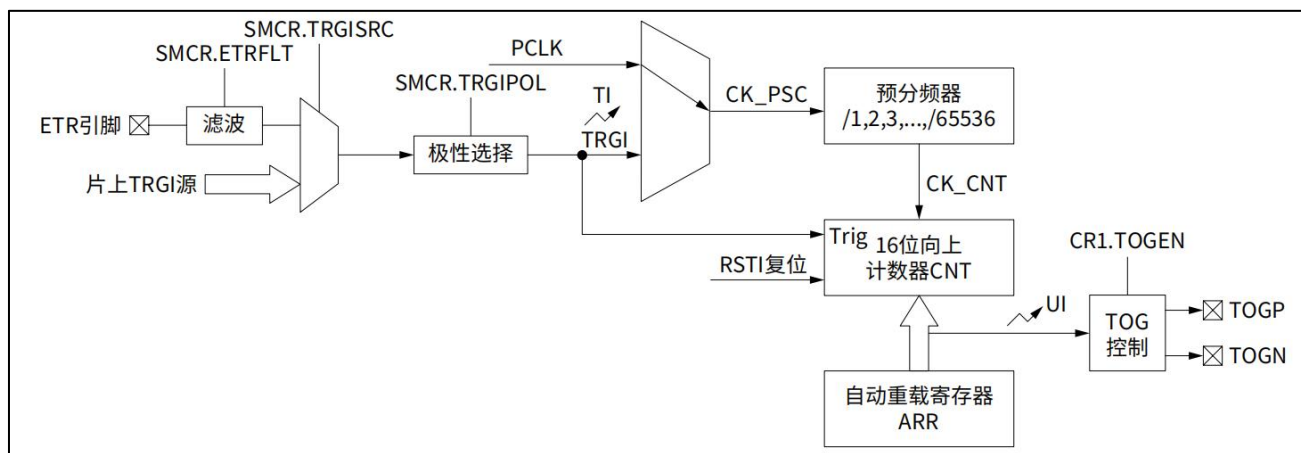 SMCR.TRGISRC
SMCR.ETRFLT
PCLK
SMCR.TRGIPOL
TI
CK_PSC
预分频器
/1,2,3,...,/65536
ETR引脚
滤波
TRGI
极性选择
片上TRGI源
CK_CNT
Trig
16位向上
计数器CNT
CR1.TOGEN
RSTI复位
UI
TOG
控制
TOGP
TOGN
自动重载寄存器
ARR